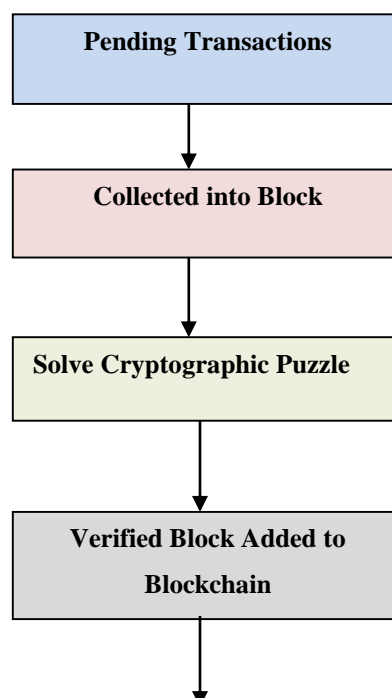 Pending Transactions
Collected into Block
Solve Cryptographic Puzzle
Verified Block Added to
Blockchain